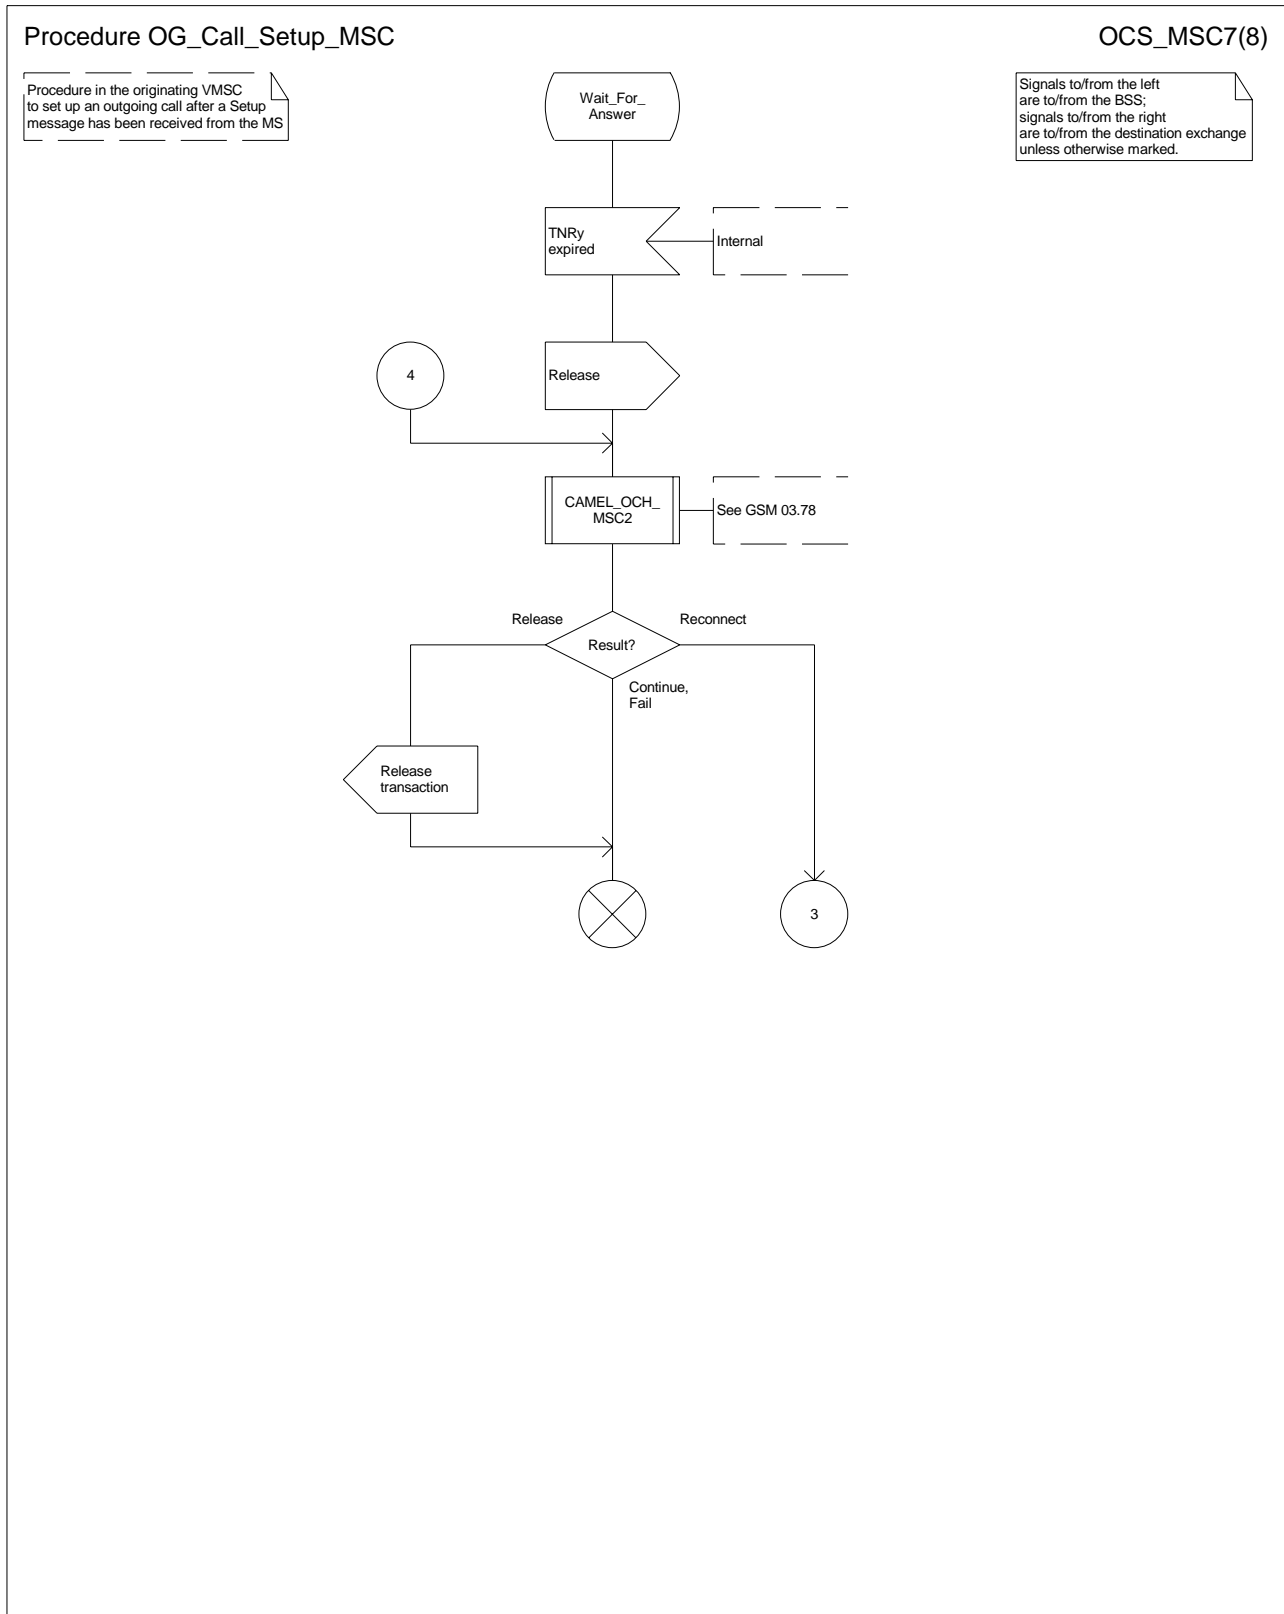 Procedure OG_Call_Setup_MSC
OCS_MSC7(8)
Procedure in the originating VMSC
to set up an outgoing call after a Setup
message has been received from the MS
Signals to/from the left
are to/from the BSS;
signals to/from the right
are to/from the destination exchange
unless otherwise marked.
Wait_For_
Answer
TNRy
expired
Internal
4
Release
CAMEL_OCH_
MSC2
See GSM 03.78
Release
Reconnect
Result?
Continue,
Fail
Release
transaction
3